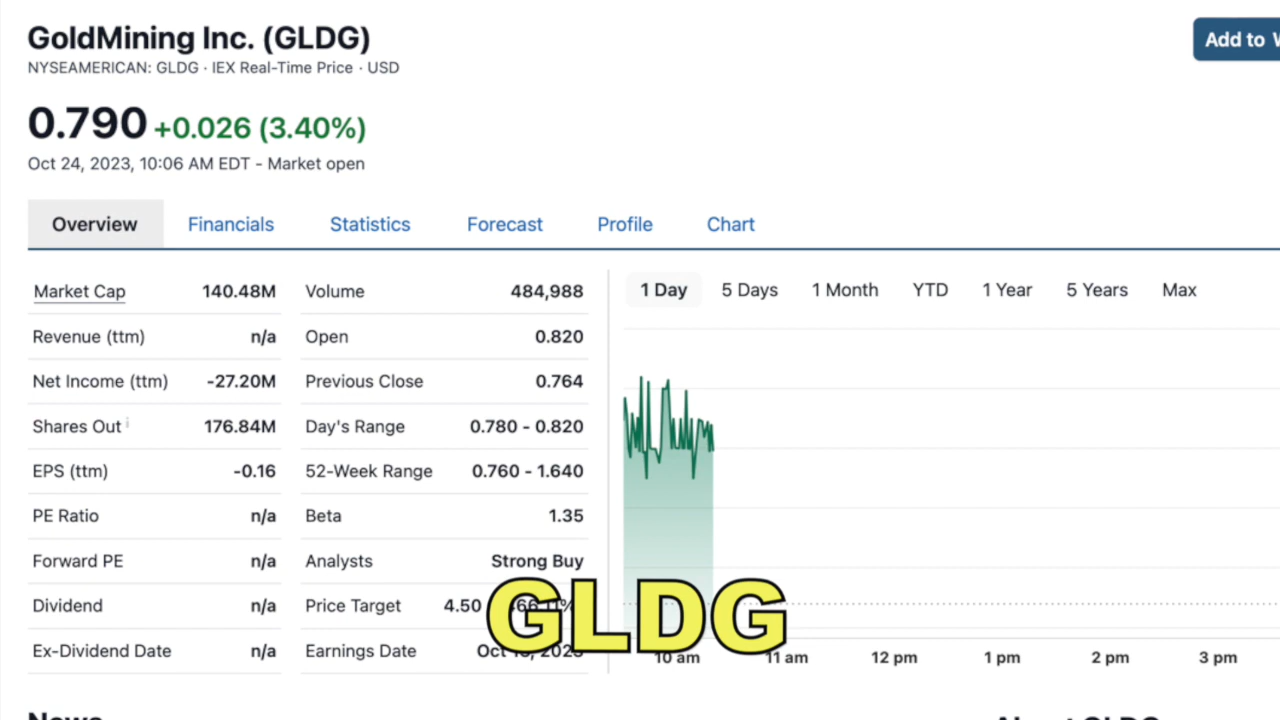 GoldMining Inc. (GLDG)
Add to
NYSEAMERICAN: GLDG · IEX Real-Time Price · USD
0.790 +0.026 (3.40%)
Oct 24, 2023, 10:06 AM EDT - Market open
Overview Financials Statistics Forecast Profile Chart
Market Cap 140.48M Volume 484,988
1 Day 5 Days 1 Month YTD 1 Year 5 Years Max
Revenue (ttm) n/a Open 0.820
Net Income (ttm) -27.20M Previous Close 0.764
Shares Out i 176.84M Day's Range 0.780 - 0.820
EPS (ttm) -0.16 52-Week Range 0.760 - 1.640
PE Ratio n/a Beta 1.35
Forward PE n/a Analysts Strong Buy
Dividend n/a Price Target 4.50
GLDG
Ex-Dividend Date n/a Earnings Date Oct
10 am 11 am 12 pm 1 pm 2 pm 3 pm
News About GLDG